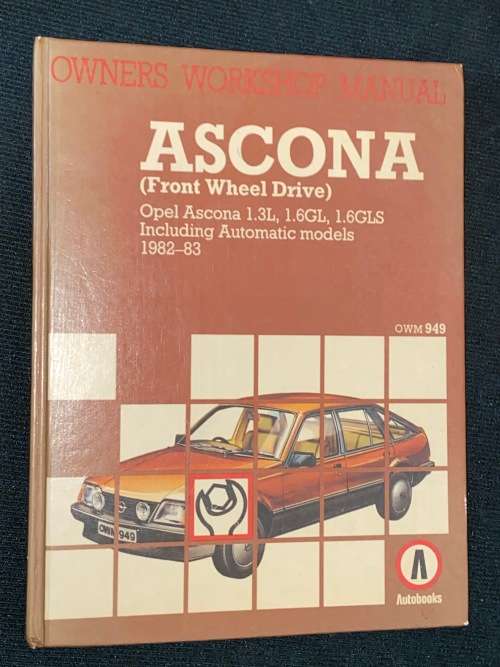 OWNERS WORKSHOP MANUAL
ASCONA
(Front Wheel Drive)
Opel Ascona 1.3L, 1.6GL, 1.6GLS
Including Automatic models
1982–83
OWM 949
OWM 949
Autobooks